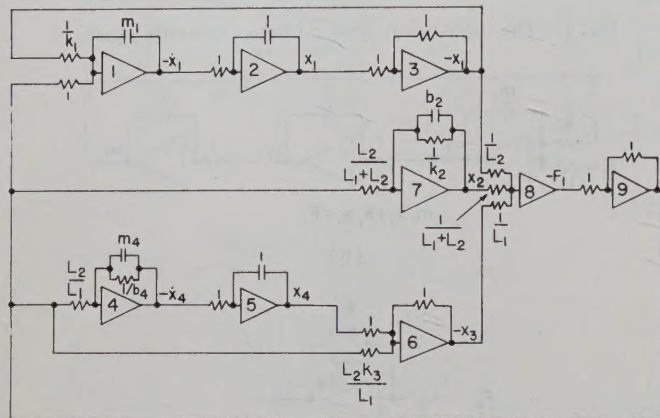 1/k₁
m₁
1
1
-ẋ₁
1
1
2
x₁
1
1
3
-x₁
L₂/(L₁+L₂)
b₂
1/k₂
7
x₂
1/L₂
1/(L₁+L₂)
1/L₁
8
-F₁
1
1
9
L₂/L₁
m₄
1/b₄
4
-ẋ₄
1
1
5
x₄
1
1
6
-x₃
L₂k₃/L₁